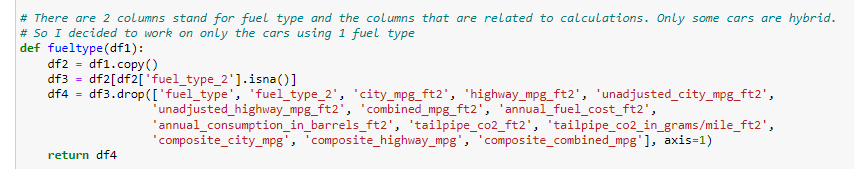 # There are 2 columns stand for fuel type and the columns that are related to calculations. Only some cars are hybrid.
# So I decided to work on only the cars using 1 fuel type
def fueltype(df1):
    df2 = df1.copy()
    df3 = df2[df2['fuel_type_2'].isna()]
    df4 = df3.drop(['fuel_type', 'fuel_type_2', 'city_mpg_ft2', 'highway_mpg_ft2', 'unadjusted_city_mpg_ft2',
                    'unadjusted_highway_mpg_ft2', 'combined_mpg_ft2', 'annual_fuel_cost_ft2',
                    'annual_consumption_in_barrels_ft2', 'tailpipe_co2_ft2', 'tailpipe_co2_in_grams/mile_ft2',
                    'composite_city_mpg', 'composite_highway_mpg', 'composite_combined_mpg'], axis=1)
    return df4